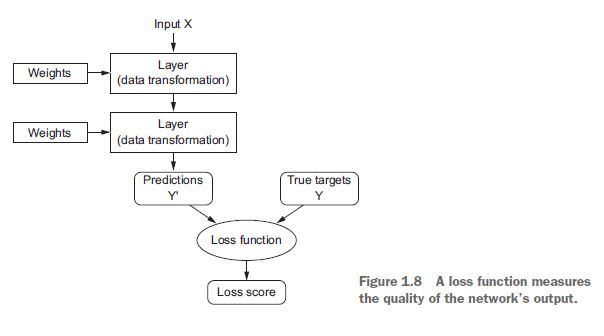 Input X
Layer
(data transformation)
Weights
Layer
(data transformation)
Weights
Predictions
Y'
True targets
Y
Loss function
Loss score
Figure 1.8 A loss function measures
the quality of the network's output.